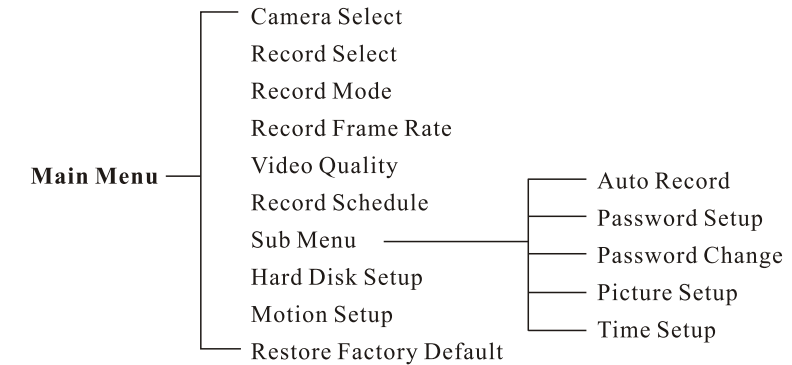 Main Menu
Camera Select
Record Select
Record Mode
Record Frame Rate
Video Quality
Record Schedule
Sub Menu
Hard Disk Setup
Motion Setup
Restore Factory Default
Auto Record
Password Setup
Password Change
Picture Setup
Time Setup